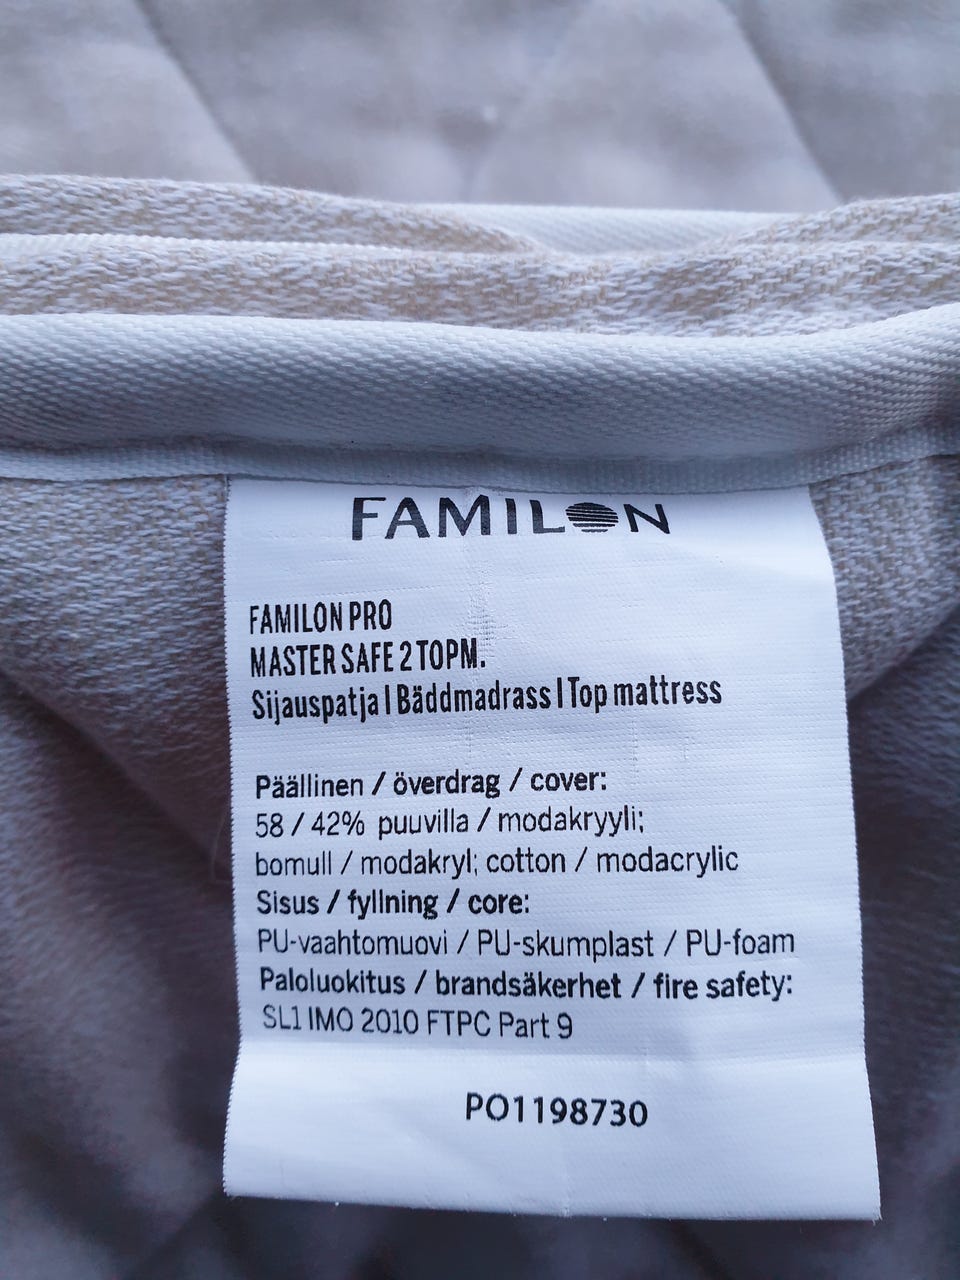 FAMILON
FAMILON PRO
MASTER SAFE 2 TOPM.
Sijauspatja | Bäddmadrass | Top mattress
Päällinen / överdrag / cover:
58 / 42% puuvilla / modakryyli;
bomull / modakryl; cotton / modacrylic
Sisus / fyllning / core:
PU-vaahtomuovi / PU-skumplast / PU-foam
Paloluokitus / brandsäkerhet / fire safety:
SL1 IMO 2010 FTPC Part 9
PO1198730